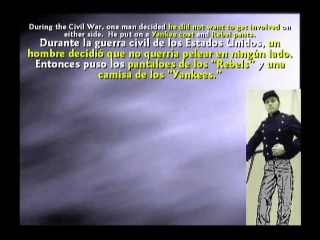 During the Civil War, one man decided he did not want to get involved on
either side. He put on a Yankee coat and Rebel pants.
Durante la guerra civil de los Estados Unidos, un
hombre decidió que no querría pelear en ningún lado.
Entonces puso los pantaloes de los "Rebels" y una
camisa de los "Yankees."